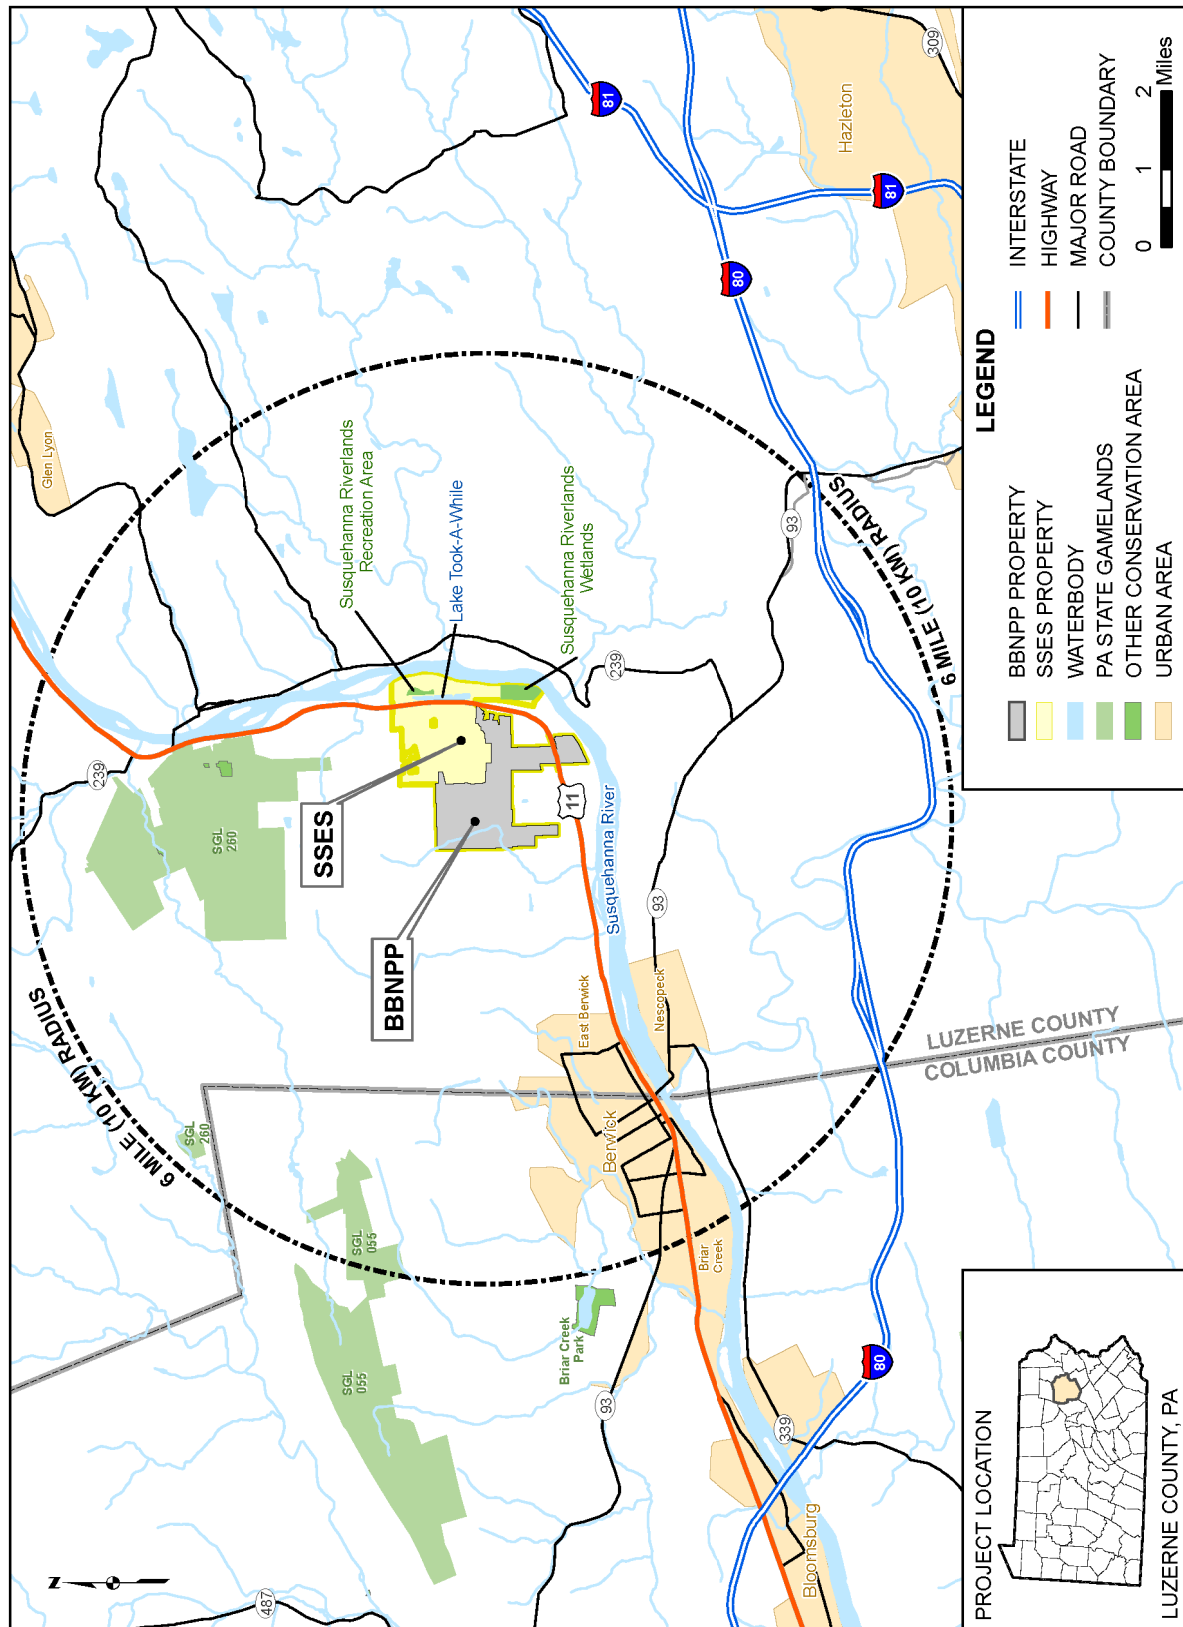 Glen Lyon
Susquehanna Riverlands
Recreation Area
Lake Took-A-While
Susquehanna Riverlands
Wetlands
239
239
SGL
260
SSES
BBNPP
11
Susquehanna River
93
93
6 MILE (10 KM) RADIUS
6 MILE (10 KM) RADIUS
81
81
80
Hazleton
309
East Berwick
Nescopeck
Berwick
LUZERNE COUNTY
COLUMBIA COUNTY
SGL
260
SGL
055
SGL
055
Briar Creek
Park
Briar
Creek
93
339
80
Bloomsburg
487
N
PROJECT LOCATION
LUZERNE COUNTY, PA
LEGEND
BBNPP PROPERTY
SSES PROPERTY
WATERBODY
PA STATE GAMELANDS
OTHER CONSERVATION AREA
URBAN AREA
INTERSTATE
HIGHWAY
MAJOR ROAD
COUNTY BOUNDARY
0 1 2
Miles